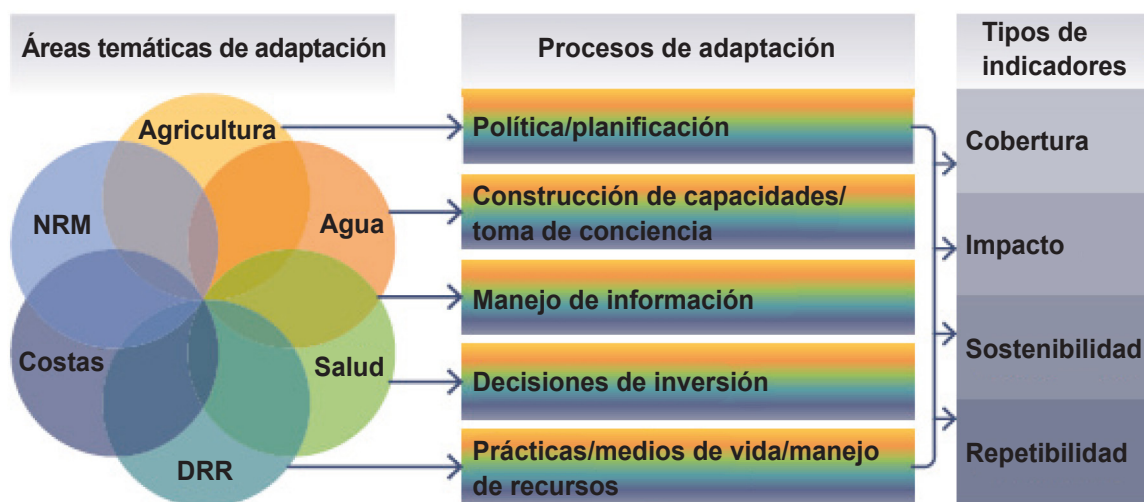 Áreas temáticas de adaptación
Agricultura
NRM
Agua
Costas
Salud
DRR
Procesos de adaptación
Política/planificación
Construcción de capacidades/
toma de conciencia
Manejo de información
Decisiones de inversión
Prácticas/medios de vida/manejo
de recursos
Tipos de
indicadores
Cobertura
Impacto
Sostenibilidad
Repetibilidad